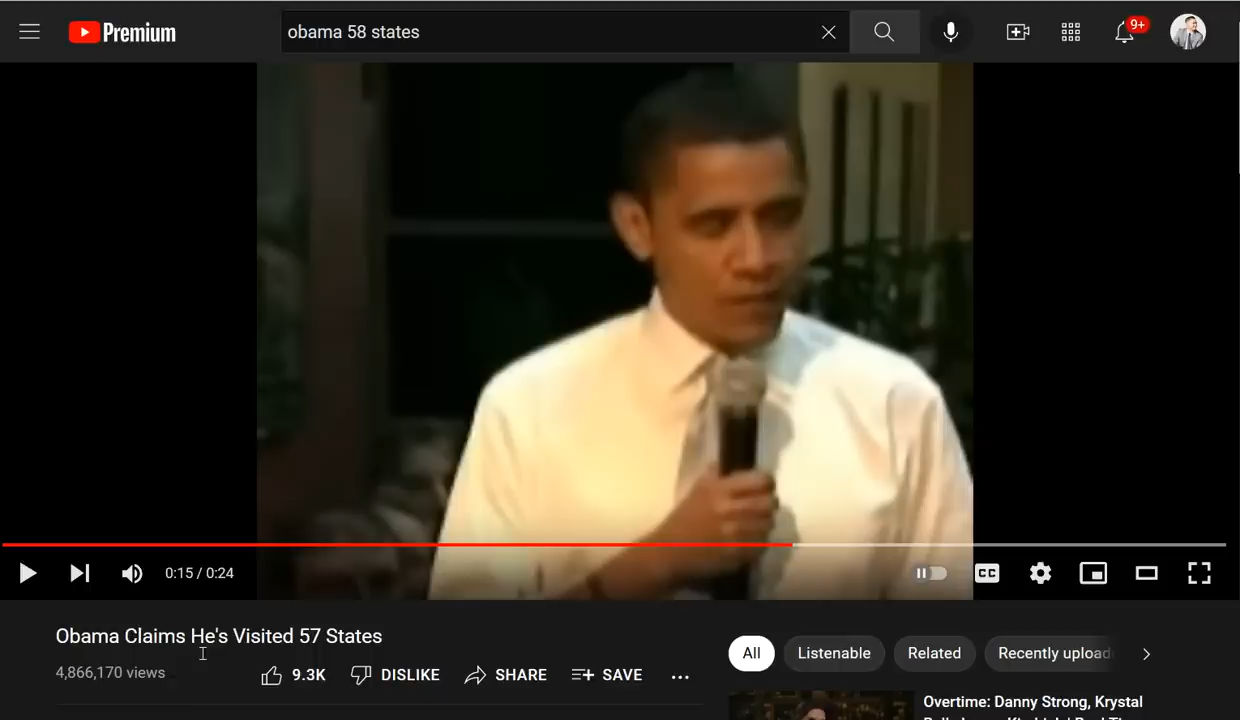 Premium
obama 58 states
9+
0:15 / 0:24
CC
Obama Claims He's Visited 57 States
4,866,170 views
9.3K
DISLIKE
SHARE
SAVE
All
Listenable
Related
Recently upload
Overtime: Danny Strong, Krystal